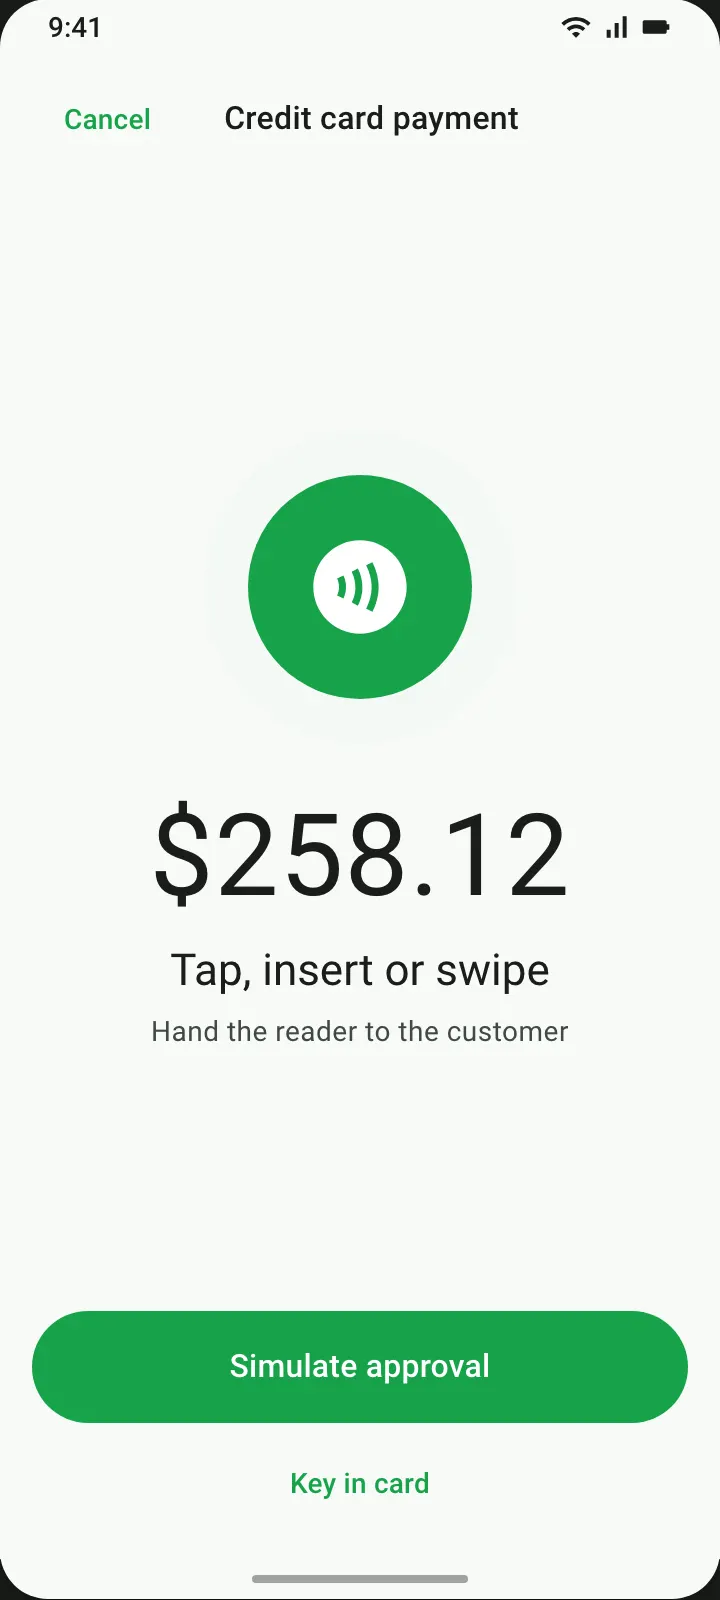 9:41
Cancel
Credit card payment
$258.12
Tap, insert or swipe
Hand the reader to the customer
Simulate approval
Key in card